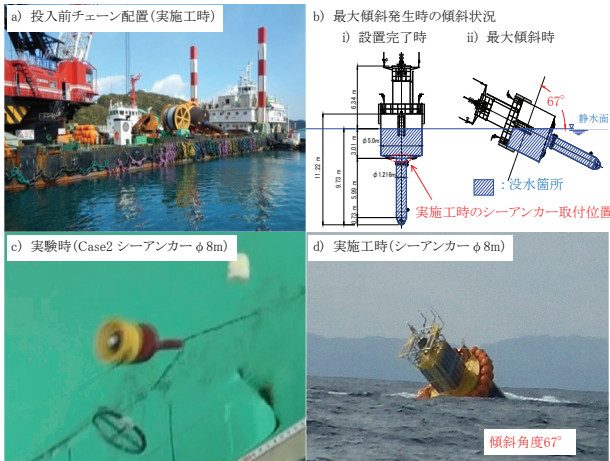 a) 投入前チェーン配置(実施工時)
b) 最大傾斜発生時の傾斜状況
i) 設置完了時
ii) 最大傾斜時
67°
静水面
6.34 m
φ5.0m
3.01 m
11.22 m
9.73 m
φ1.216m
5.99 m
0.73 m
:没水箇所
実施工時のシーアンカー取付位置
c) 実験時(Case2 シーアンカーφ8m)
d) 実施工時(シーアンカーφ8m)
傾斜角度67°